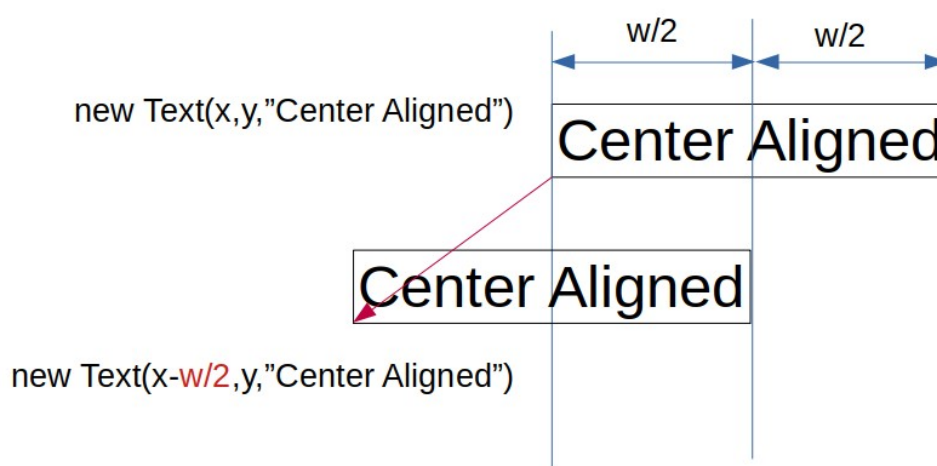 w/2 w/2
new Text(x,y,”Center Aligned”)
Center Aligned
Center Aligned
new Text(x-w/2,y,”Center Aligned”)